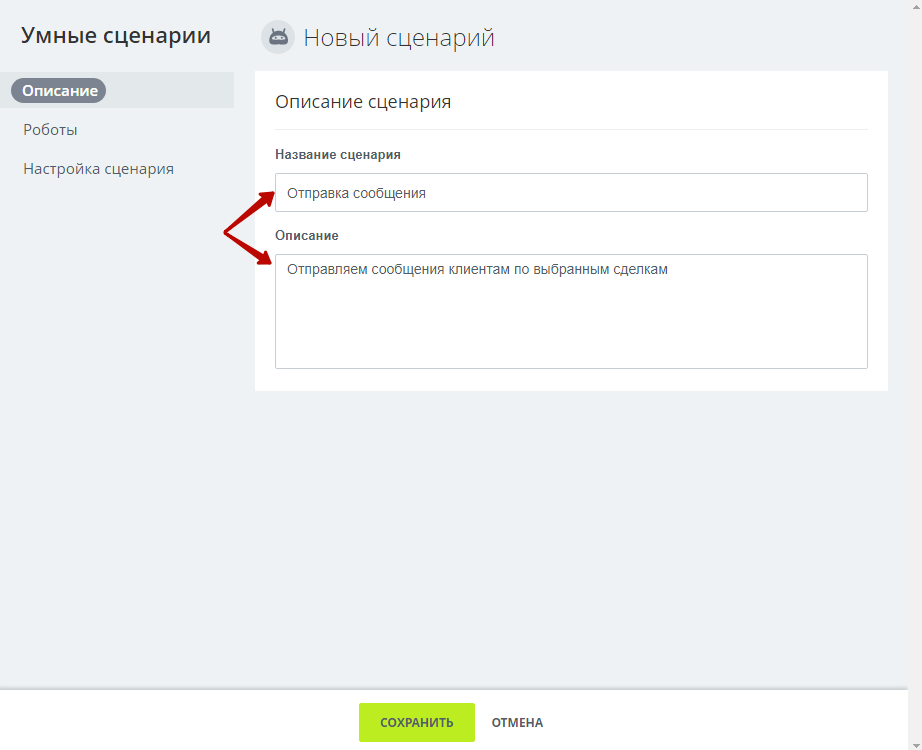 Умные сценарии
Новый сценарий
Описание
Роботы
Настройка сценария
Описание сценария
Название сценария
Отправка сообщения
Описание
Отправляем сообщения клиентам по выбранным сделкам
СОХРАНИТЬ
ОТМЕНА